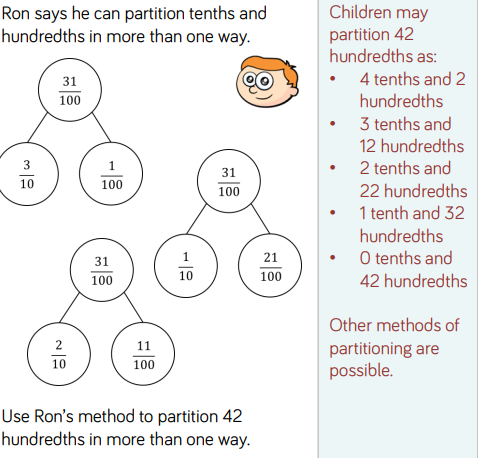 Ron says he can partition tenths and
hundredths in more than one way.
31
100
3
10
1
100
31
100
1
10
21
100
31
100
2
10
11
100
Use Ron's method to partition 42
hundredths in more than one way.
Children may
partition 42
hundredths as:
• 4 tenths and 2
hundredths
• 3 tenths and
12 hundredths
• 2 tenths and
22 hundredths
• 1 tenth and 32
hundredths
• 0 tenths and
42 hundredths
Other methods of
partitioning are
possible.